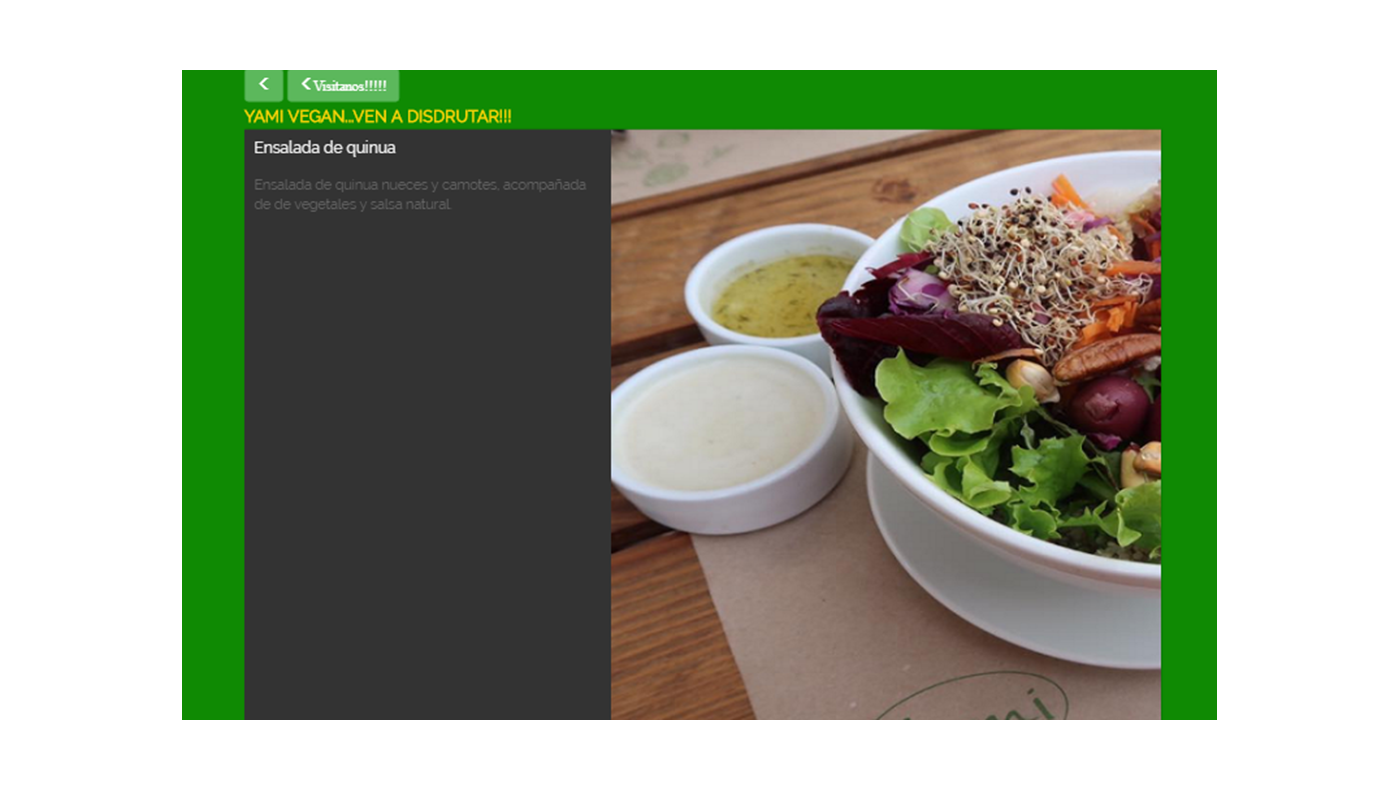 Visitanos!!!!!
YAMI VEGAN...VEN A DISDRUTAR!!!
Ensalada de quinua
Ensalada de quinua nueces y camotes, acompañada
de de vegetales y salsa natural.